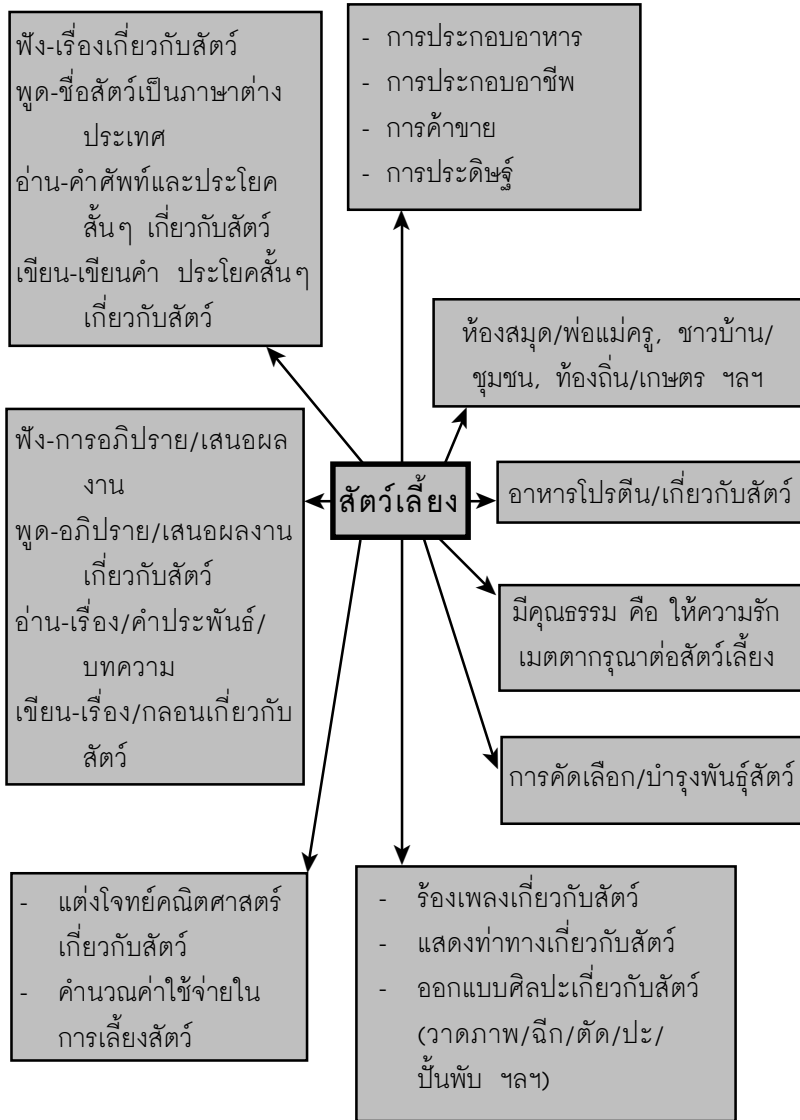 ฟัง-เรื่องเกี่ยวกับสัตว์
พูด-ชื่อสัตว์เป็นภาษาต่าง
ประเทศ
อ่าน-คำศัพท์และประโยค
สั้นๆ เกี่ยวกับสัตว์
เขียน-เขียนคำ ประโยคสั้นๆ
เกี่ยวกับสัตว์
- การประกอบอาหาร
- การประกอบอาชีพ
- การค้าขาย
- การประดิษฐ์
ห้องสมุด/พ่อแม่ครู, ชาวบ้าน/
ชุมชน, ท้องถิ่น/เกษตร ฯลฯ
ฟัง-การอภิปราย/เสนอผล
งาน
พูด-อภิปราย/เสนอผลงาน
เกี่ยวกับสัตว์
อ่าน-เรื่อง/คำประพันธ์/
บทความ
เขียน-เรื่อง/กลอนเกี่ยวกับ
สัตว์
สัตว์เลี้ยง
อาหารโปรตีน/เกี่ยวกับสัตว์
มีคุณธรรม คือ ให้ความรัก
เมตตากรุณาต่อสัตว์เลี้ยง
การคัดเลือก/บำรุงพันธุ์สัตว์
- แต่งโจทย์คณิตศาสตร์
เกี่ยวกับสัตว์
- คำนวณค่าใช้จ่ายใน
การเลี้ยงสัตว์
- ร้องเพลงเกี่ยวกับสัตว์
- แสดงท่าทางเกี่ยวกับสัตว์
- ออกแบบศิลปะเกี่ยวกับสัตว์
(วาดภาพ/ฉีก/ตัด/ปะ/
ปั้นพับ ฯลฯ)